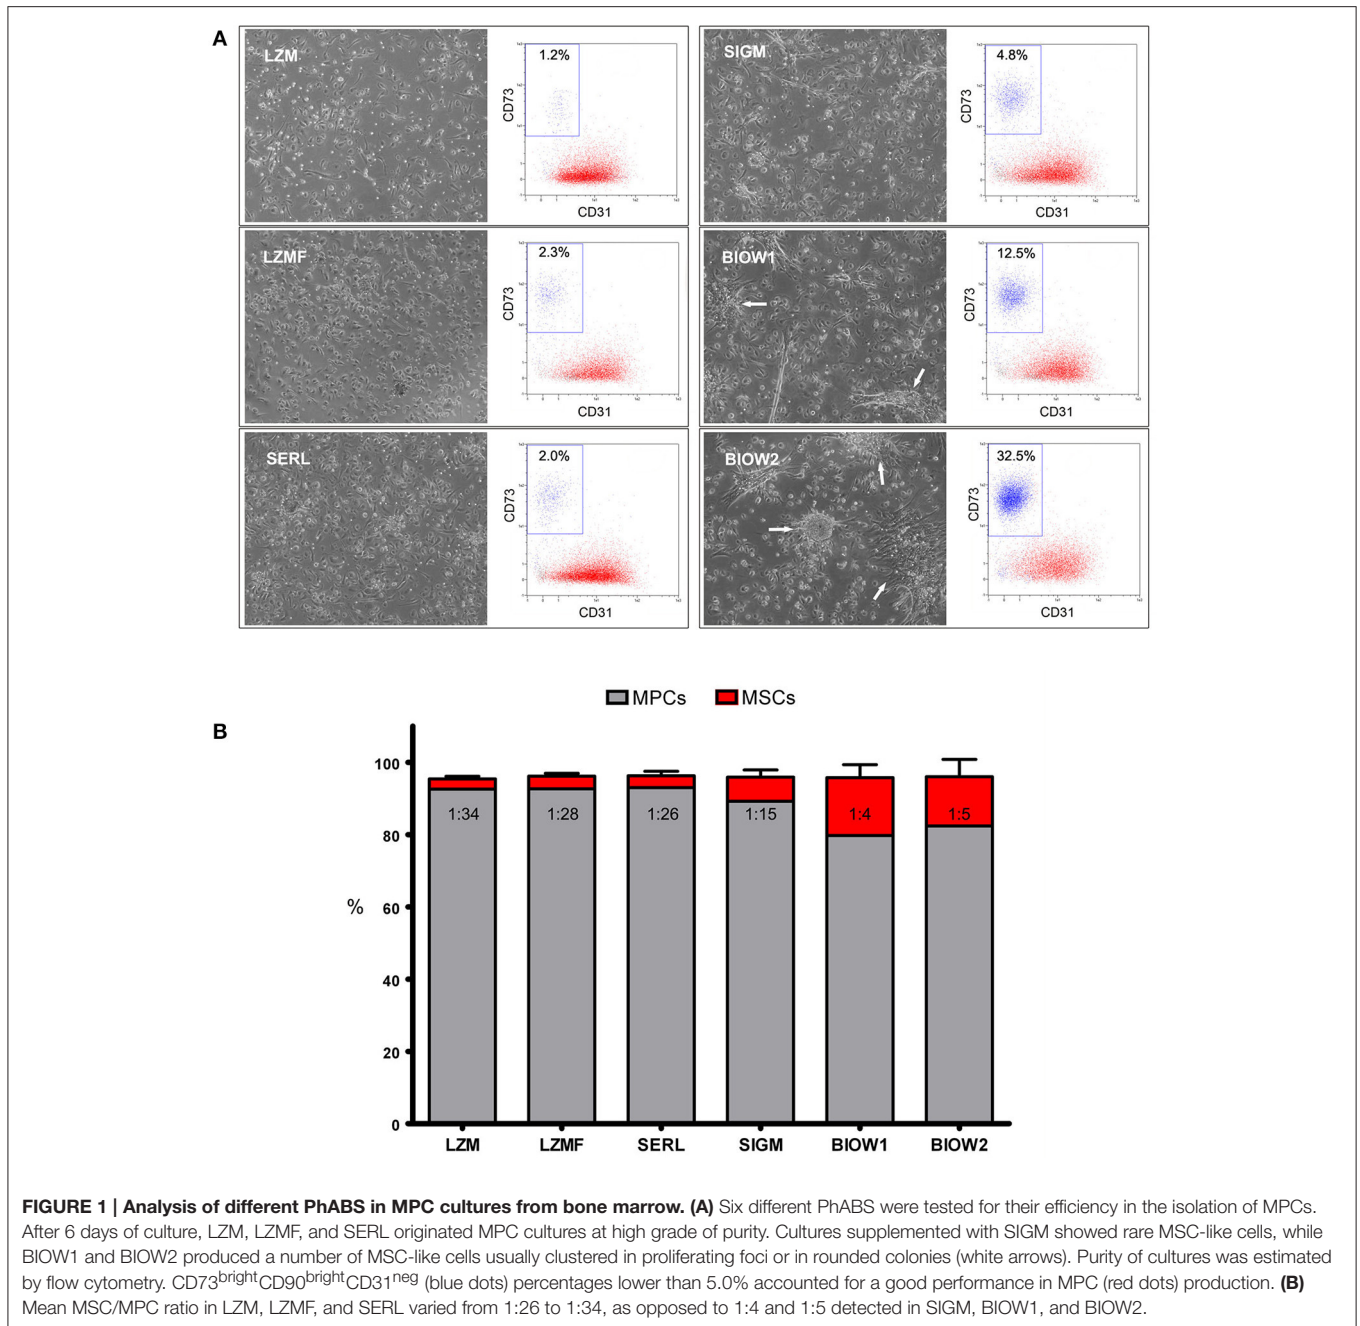 A
LZM
1.2%
CD73
CD31
SIGM
4.8%
CD73
CD31
LZMF
2.3%
CD73
CD31
BIOW1
12.5%
CD73
CD31
SERL
2.0%
CD73
CD31
BIOW2
32.5%
CD73
CD31
MPCs MSCs
B
100
80
60
40
20
0
%
1:34 1:28 1:26 1:15 1:4 1:5
LZM LZMF SERL SIGM BIOW1 BIOW2
FIGURE 1 | Analysis of different PhABS in MPC cultures from bone marrow. (A) Six different PhABS were tested for their efficiency in the isolation of MPCs.
After 6 days of culture, LZM, LZMF, and SERL originated MPC cultures at high grade of purity. Cultures supplemented with SIGM showed rare MSC-like cells, while
BIOW1 and BIOW2 produced a number of MSC-like cells usually clustered in proliferating foci or in rounded colonies (white arrows). Purity of cultures was estimated
by flow cytometry. CD73brightCD90brightCD31neg (blue dots) percentages lower than 5.0% accounted for a good performance in MPC (red dots) production. (B)
Mean MSC/MPC ratio in LZM, LZMF, and SERL varied from 1:26 to 1:34, as opposed to 1:4 and 1:5 detected in SIGM, BIOW1, and BIOW2.